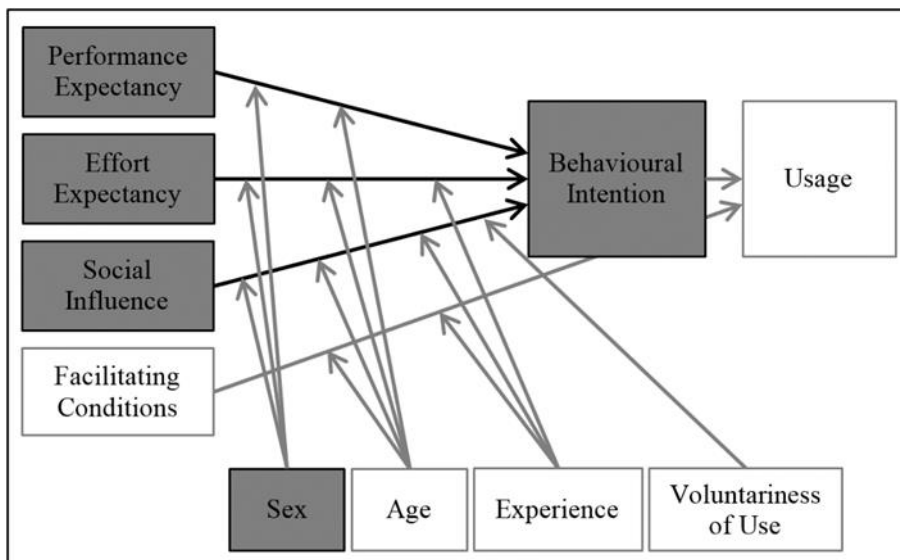 Performance
Expectancy
Effort
Expectancy
Social
Influence
Facilitating
Conditions
Behavioural
Intention
Usage
Sex
Age
Experience
Voluntariness
of Use